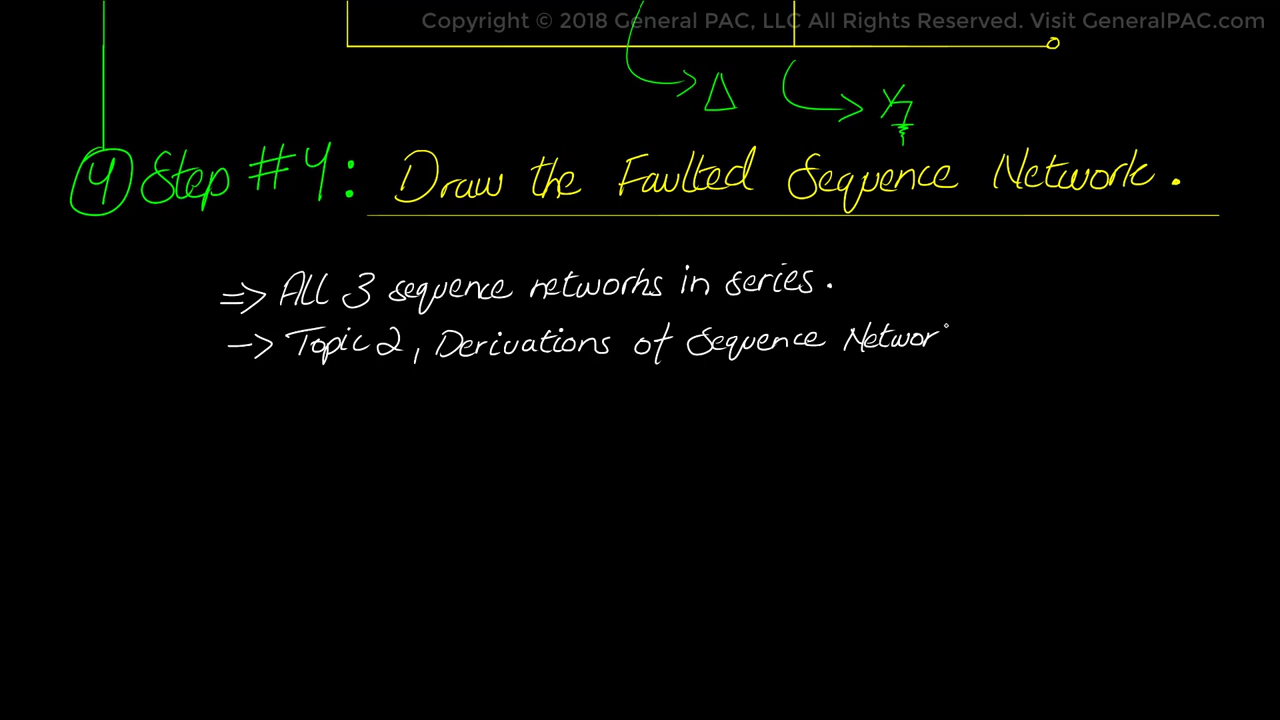 Copyright © 2018 General PAC, LLC All Rights Reserved. Visit GeneralPAC.com
Δ Y
4 Step #4: Draw the Faulted Sequence Network.
=> All 3 sequence networks in series.
-> Topic 2, Derivations of Sequence Networ